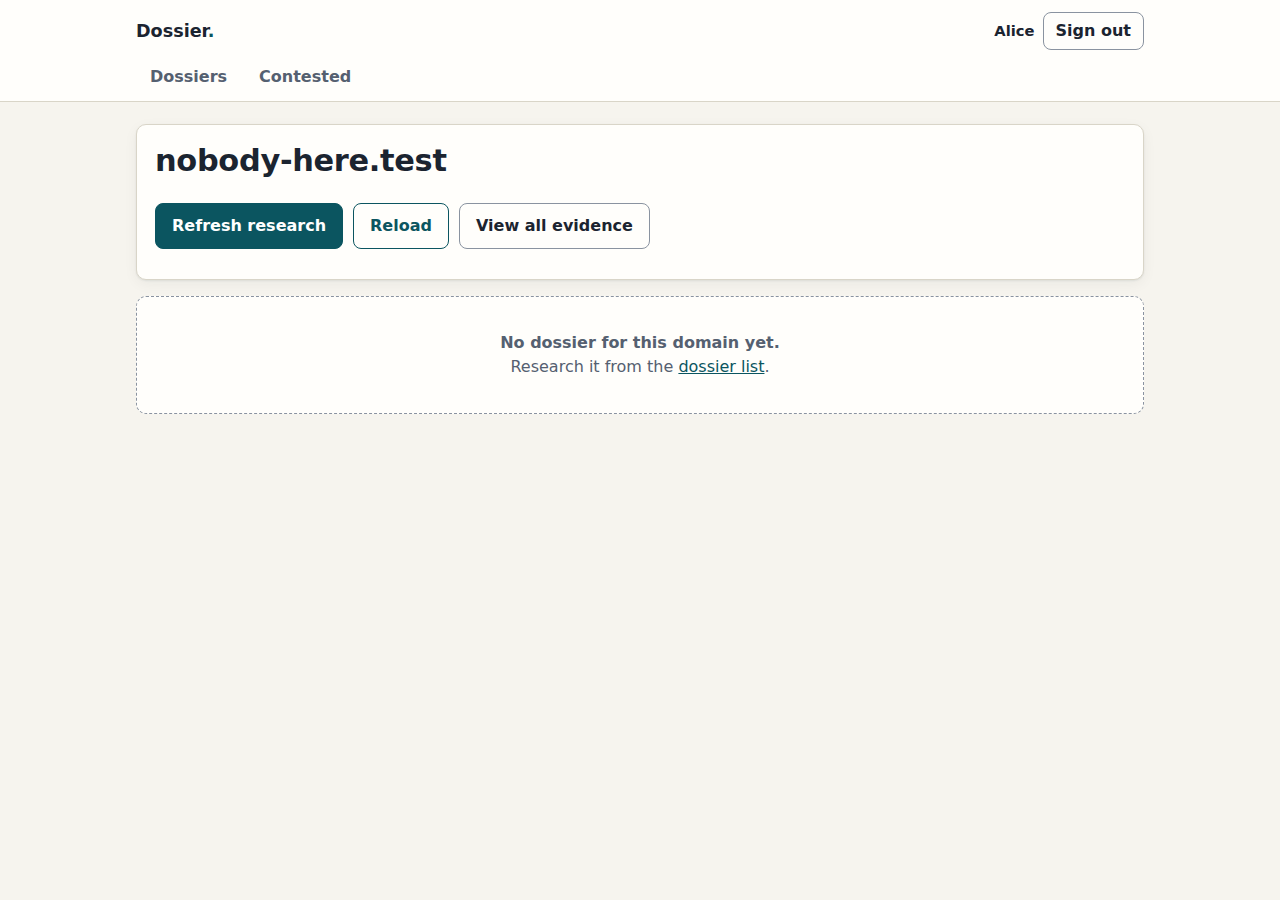 Dossier.
Alice
Sign out
Dossiers
Contested
nobody-here.test
Refresh research
Reload
View all evidence
No dossier for this domain yet.
Research it from the dossier list.